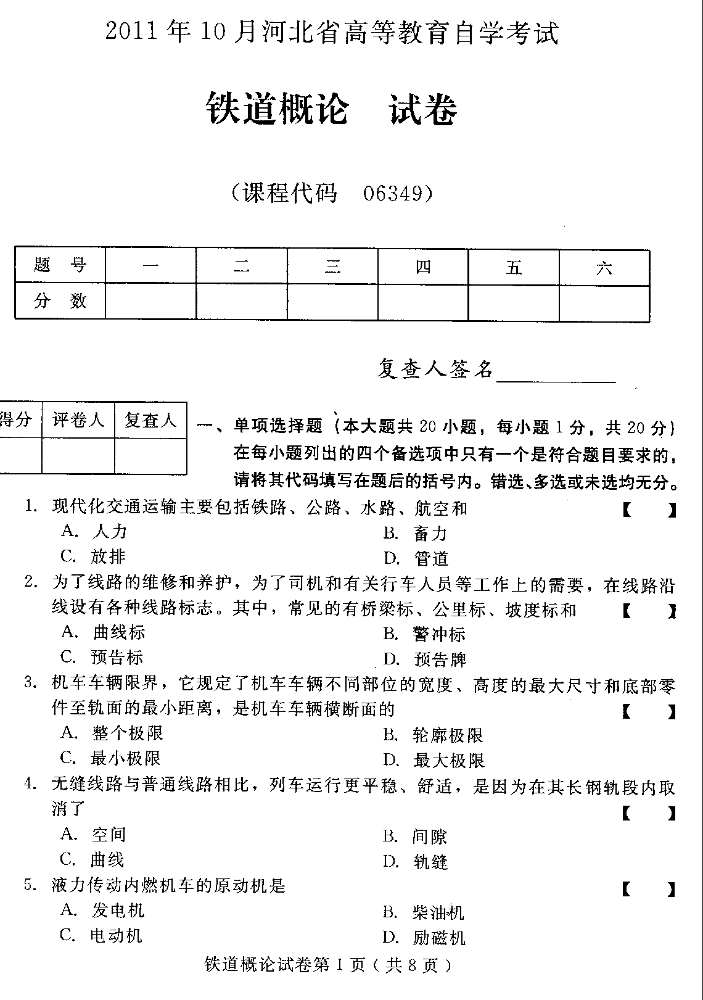 2011年10月河北省高等教育自学考试
铁道概论 试卷
（课程代码 06349）
题 号 一 二 三 四 五 六
分 数
复查人签名
得分 评卷人 复查人
一、单项选择题（本大题共20小题，每小题1分，共20分）
在每小题列出的四个备选项中只有一个是符合题目要求的，
请将其代码填写在题后的括号内。错选、多选或未选均无分。
1. 现代化交通运输主要包括铁路、公路、水路、航空和 【 】
A. 人力 B. 畜力
C. 放排 D. 管道
2. 为了线路的维修和养护，为了司机和有关行车人员等工作上的需要，在线路沿
线设有各种线路标志。其中，常见的有桥梁标、公里标、坡度标和 【 】
A. 曲线标 B. 警冲标
C. 预告标 D. 预告牌
3. 机车车辆限界，它规定了机车车辆不同部位的宽度、高度的最大尺寸和底部零
件至轨面的最小距离，是机车车辆横断面的 【 】
A. 整个极限 B. 轮廓极限
C. 最小极限 D. 最大极限
4. 无缝线路与普通线路相比，列车运行更平稳、舒适，是因为在其长钢轨段内取
消了 【 】
A. 空间 B. 间隙
C. 曲线 D. 轨缝
5. 液力传动内燃机车的原动机是 【 】
A. 发电机 B. 柴油机
C. 电动机 D. 励磁机
铁道概论试卷第1页（共8页）